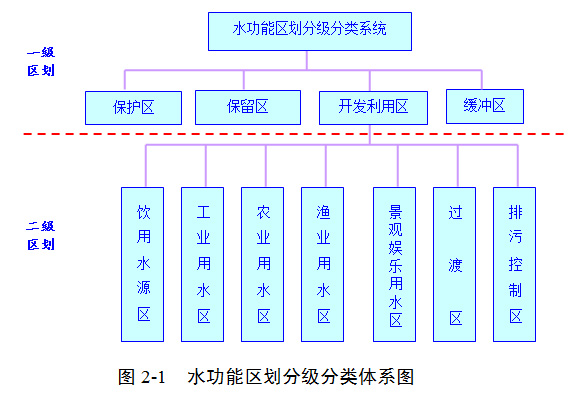 水功能区划分级分类系统
一级
区划
保护区
保留区
开发利用区
缓冲区
二级
区划
饮用水源区
工业用水区
农业用水区
渔业用水区
景观娱乐用水区
过渡区
排污控制区
图 2-1 水功能区划分级分类体系图